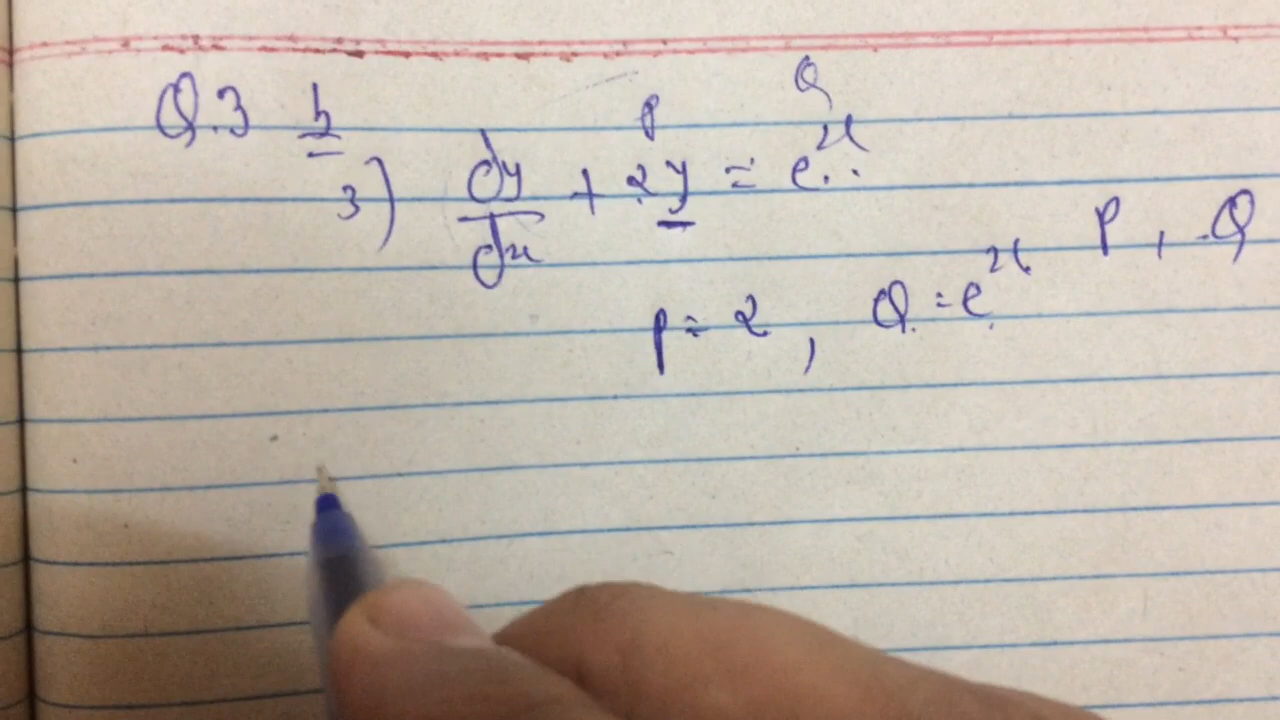 Q.3 b
P Q
3) dy/dx + 2y = e^x
P, Q
P = 2, Q = e^x